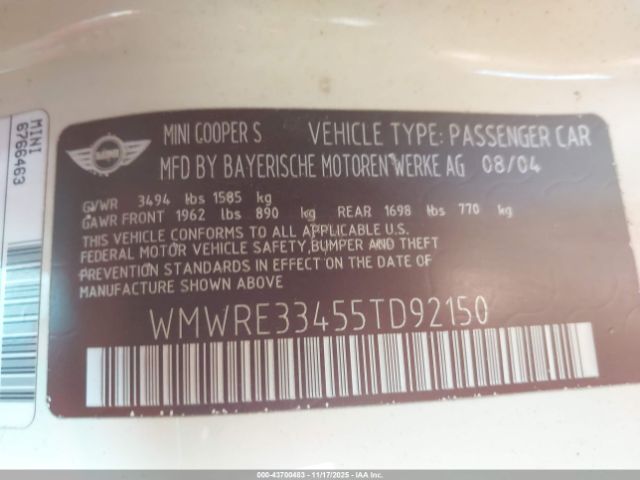 MINI
6766463
MINI COOPER S VEHICLE TYPE: PASSENGER CAR
MFD BY BAYERISCHE MOTOREN WERKE AG 08/04
GVWR 3494 lbs 1585 kg
GAWR FRONT 1962 lbs 890 kg REAR 1698 lbs 770 kg
THIS VEHICLE CONFORMS TO ALL APPLICABLE U.S.
FEDERAL MOTOR VEHICLE SAFETY,BUMPER AND THEFT
PREVENTION STANDARDS IN EFFECT ON THE DATE OF
MANUFACTURE SHOWN ABOVE.
WMWRE33455TD92150
000-43700483 | 11/17/2025 | IAA Inc.